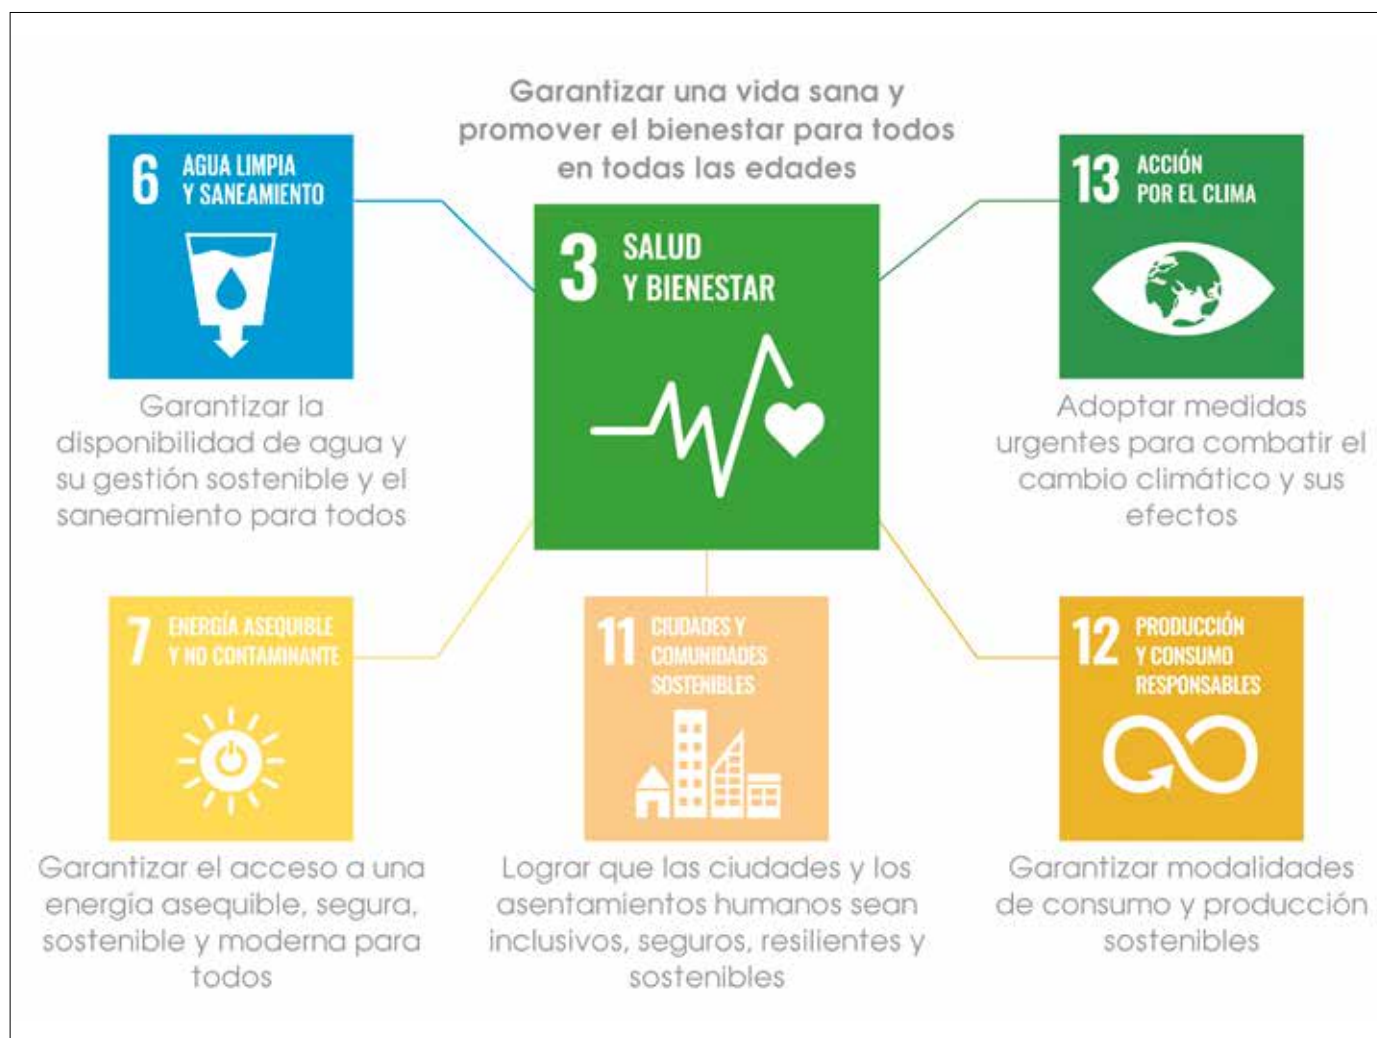 Garantizar una vida sana y
promover el bienestar para todos
en todas las edades
6 AGUA LIMPIA
Y SANEAMIENTO
Garantizar la
disponibilidad de agua y
su gestión sostenible y el
saneamiento para todos
3 SALUD
Y BIENESTAR
13 ACCIÓN
POR EL CLIMA
Adoptar medidas
urgentes para combatir el
cambio climático y sus
efectos
7 ENERGÍA ASEQUIBLE
Y NO CONTAMINANTE
Garantizar el acceso a una
energía asequible, segura,
sostenible y moderna para
todos
11 CIUDADES Y
COMUNIDADES
SOSTENIBLES
Lograr que las ciudades y los
asentamientos humanos sean
inclusivos, seguros, resilientes y
sostenibles
12 PRODUCCIÓN
Y CONSUMO
RESPONSABLES
Garantizar modalidades
de consumo y producción
sostenibles